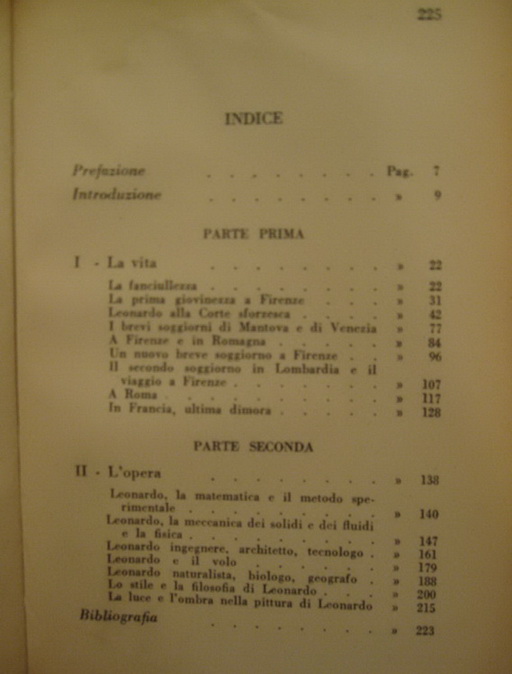 225
INDICE
Prefazione . . . . . . . . Pag. 7
Introduzione . . . . . . . . » 9
PARTE PRIMA
I - La vita . . . . . . . . » 22
La fanciullezza . . . . . . . » 22
La prima giovinezza a Firenze . . . » 31
Leonardo alla Corte sforzesca . . . . » 42
I brevi soggiorni di Mantova e di Venezia » 77
A Firenze e in Romagna . . . . . » 84
Un nuovo breve soggiorno a Firenze . . » 96
Il secondo soggiorno in Lombardia e il
viaggio a Firenze . . . . . . » 107
A Roma . . . . . . . . . » 117
In Francia, ultima dimora . . . . . » 128
PARTE SECONDA
II - L'opera . . . . . . . . » 138
Leonardo, la matematica e il metodo spe-
rimentale . . . . . . . . » 140
Leonardo, la meccanica dei solidi e dei fluidi
e la fisica . . . . . . . . » 147
Leonardo ingegnere, architetto, tecnologo . » 161
Leonardo e il volo . . . . . . » 179
Leonardo naturalista, biologo, geografo . » 188
Lo stile e la filosofia di Leonardo . . . » 200
La luce e l'ombra nella pittura di Leonardo » 215
Bibliografia . . . . . . . . » 223